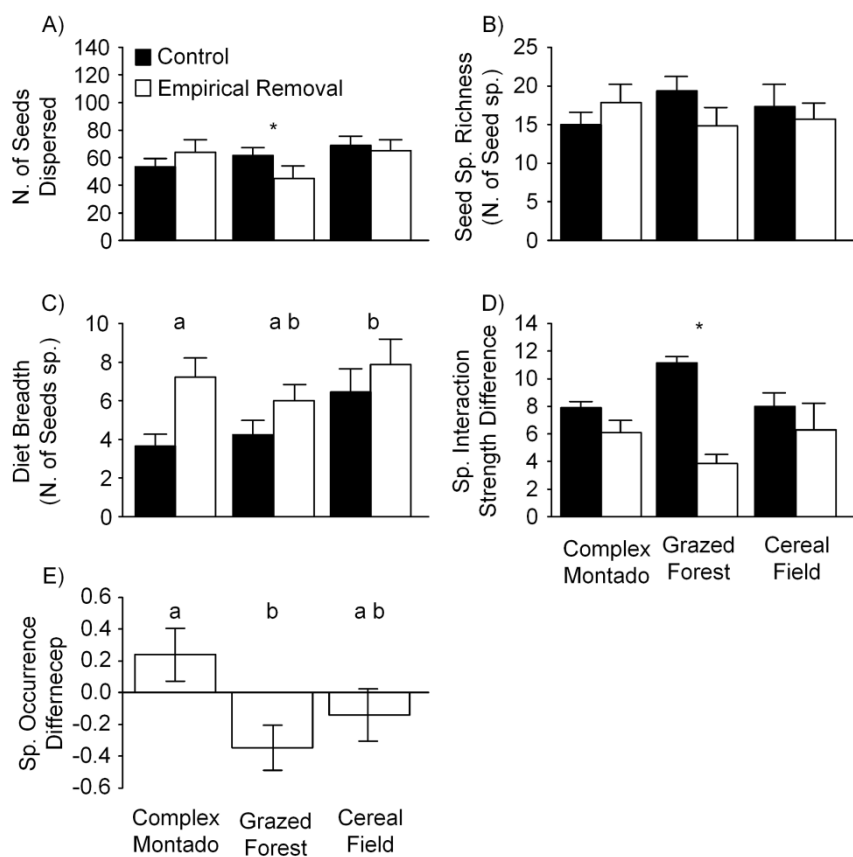 A)
140
120
100
80
60
40
20
0
N. of Seeds
Dispersed
Control
Empirical Removal
*
B)
25
20
15
10
5
0
Seed Sp. Richness
(N. of Seed sp.)
C)
10
8
6
4
2
0
Diet Breadth
(N. of Seeds sp.)
a
a b
b
D)
14
12
10
8
6
4
2
0
Sp. Interaction
Strength Difference
*
Complex
Montado
Grazed
Forest
Cereal
Field
E)
0.6
0.4
0.2
0.0
-0.2
-0.4
-0.6
Sp. Occurrence
Differnecep
a
b
a b
Complex
Montado
Grazed
Forest
Cereal
Field